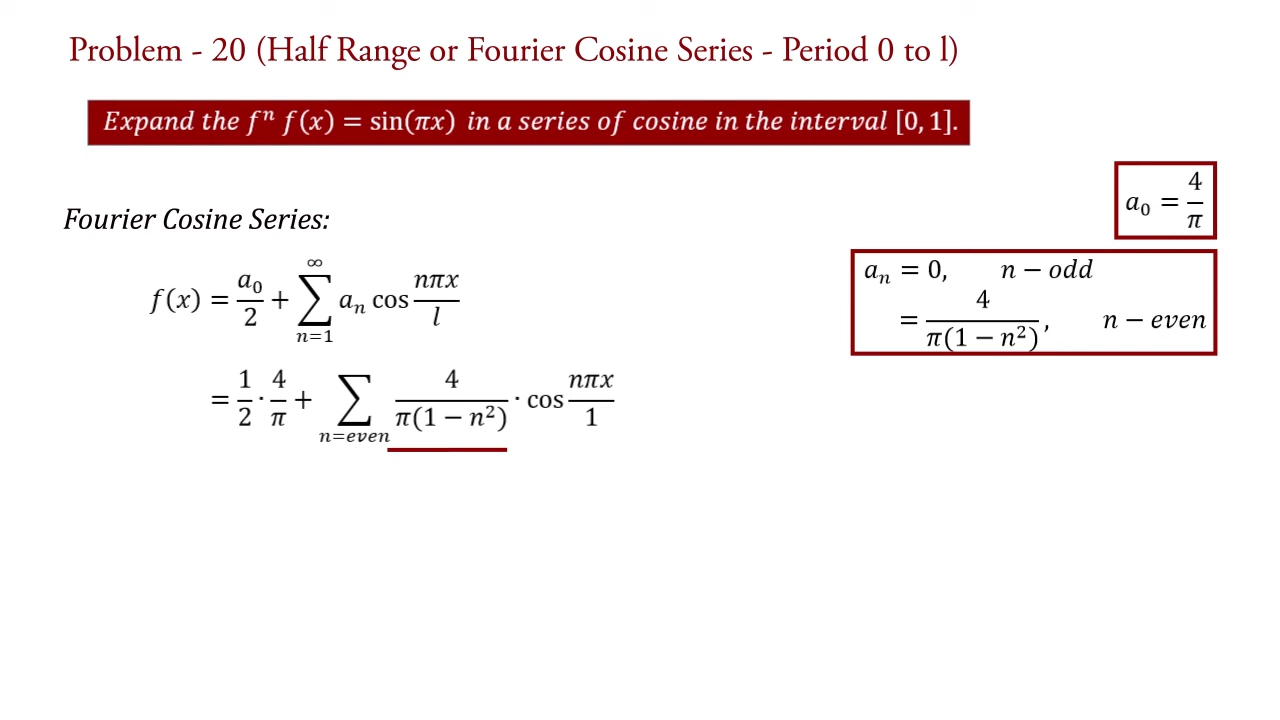 Problem - 20 (Half Range or Fourier Cosine Series - Period 0 to l)
Expand the fⁿ f(x) = sin(πx) in a series of cosine in the interval [0, 1].
a₀ = 4/π
Fourier Cosine Series:
aₙ = 0, n − odd
= 4/π(1 − n²), n − even
f(x) = a₀/2 + ∑_{n=1}^{∞} aₙ cos nπx/l
= 1/2 · 4/π + ∑_{n=even} 4/π(1 − n²) · cos nπx/1